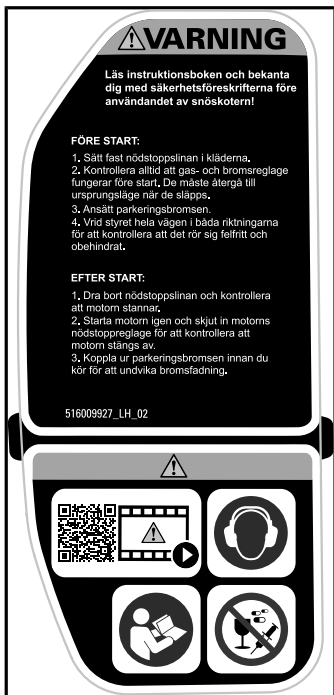 VARNING
Läs instruktionsboken och bekanta
dig med säkerhetsföreskrifterna före
användandet av snöskotern!
FÖRE START:
1. Sätt fast nödstoppslinan i kläderna.
2. Kontrollera alltid att gas- och bromsreglage
fungerar före start. De måste återgå till
ursprungsläge när de släpps.
3. Ansätt parkeringsbromsen.
4. Vrid styret hela vägen i båda riktningarna
för att kontrollera att det rör sig felfritt och
obehindrat.
EFTER START:
1. Dra bort nödstoppslinan och kontrollera
att motorn stannar.
2. Starta motorn igen och skjut in motorns
nödstoppreglage för att kontrollera att
motorn stängs av.
3. Koppla ur parkeringsbromsen innan du
kör för att undvika bromsfadning.
516009927_LH_02